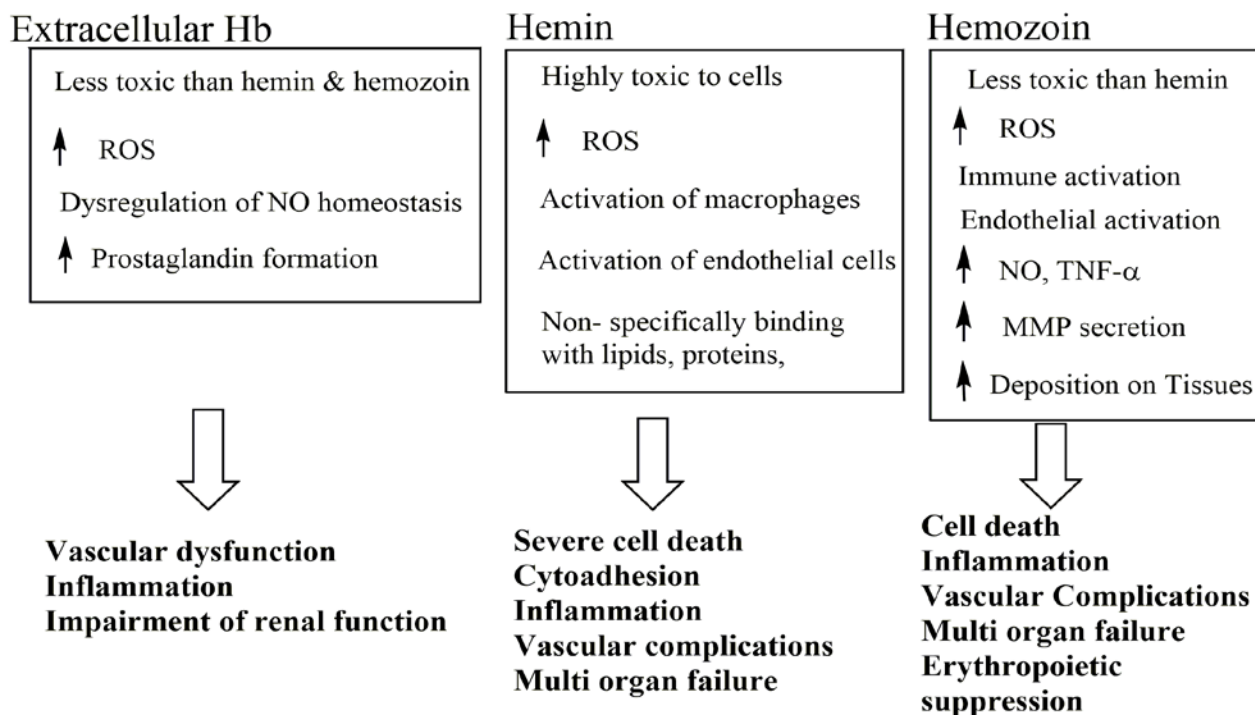 Extracellular Hb
Less toxic than hemin & hemozoin
ROS
Dysregulation of NO homeostasis
Prostaglandin formation
Vascular dysfunction
Inflammation
Impairment of renal function
Hemin
Highly toxic to cells
ROS
Activation of macrophages
Activation of endothelial cells
Non- specifically binding
with lipids, proteins,
Severe cell death
Cytoadhesion
Inflammation
Vascular complications
Multi organ failure
Hemozoin
Less toxic than hemin
ROS
Immune activation
Endothelial activation
NO, TNF-α
MMP secretion
Deposition on Tissues
Cell death
Inflammation
Vascular Complications
Multi organ failure
Erythropoietic
suppression